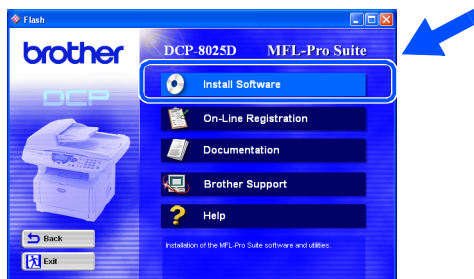 Flash
brother
DCP-8025D MFL-Pro Suite
DCP
Install Software
On-Line Registration
Documentation
Brother Support
Help
Back
Exit
Installation of the MFL-Pro Suite software and utilities.